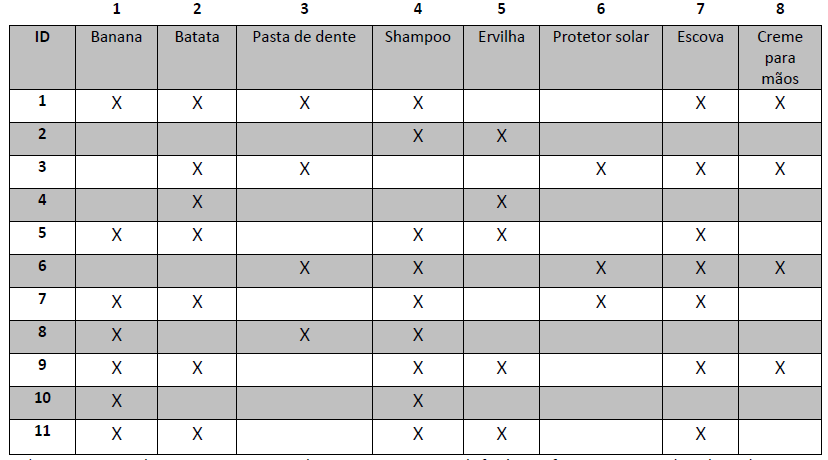 1 2 3 4 5 6 7 8
ID Banana Batata Pasta de dente Shampoo Ervilha Protetor solar Escova Creme para mãos
1 X X X X X X
2 X X
3 X X X X X
4 X X
5 X X X X X
6 X X X X X
7 X X X X X
8 X X X
9 X X X X X X
10 X X
11 X X X X X